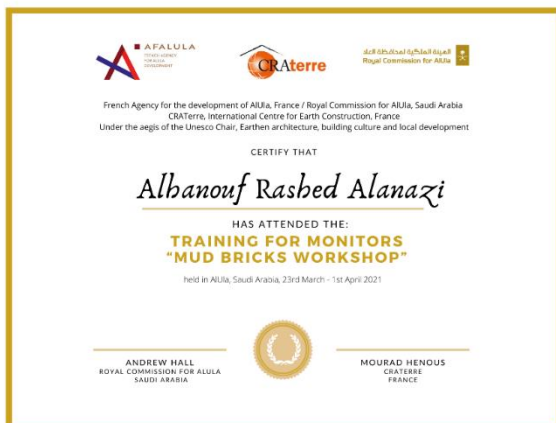 AFALULA
FRENCH AGENCY
FOR ALULA
DEVELOPMENT
CRAterre
الهيئة الملكية لمحافظة العلا
Royal Commission for AlUla
French Agency for the development of AlUla, France / Royal Commission for AlUla, Saudi Arabia
CRATerre, International Centre for Earth Construction, France
Under the aegis of the Unesco Chair, Earthen architecture, building culture and local development
CERTIFY THAT
Alhanouf Rashed Alanazi
HAS ATTENDED THE:
TRAINING FOR MONITORS
"MUD BRICKS WORKSHOP"
held in AlUla, Saudi Arabia, 23rd March - 1st April 2021
ANDREW HALL
ROYAL COMMISSION FOR ALULA
SAUDI ARABIA
MOURAD HENOUS
CRATERRE
FRANCE